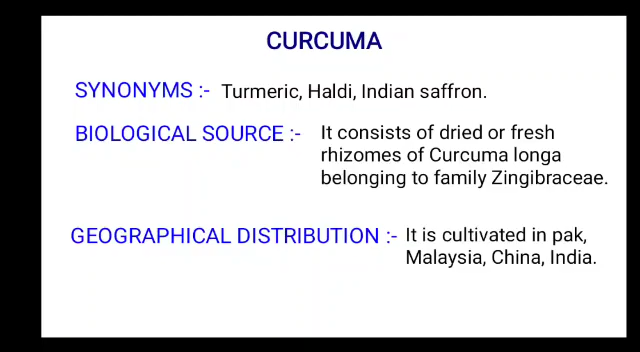 CURCUMA
SYNONYMS :- Turmeric, Haldi, Indian saffron.
BIOLOGICAL SOURCE :- It consists of dried or fresh
rhizomes of Curcuma longa
belonging to family Zingibraceae.
GEOGRAPHICAL DISTRIBUTION :- It is cultivated in pak,
Malaysia, China, India.